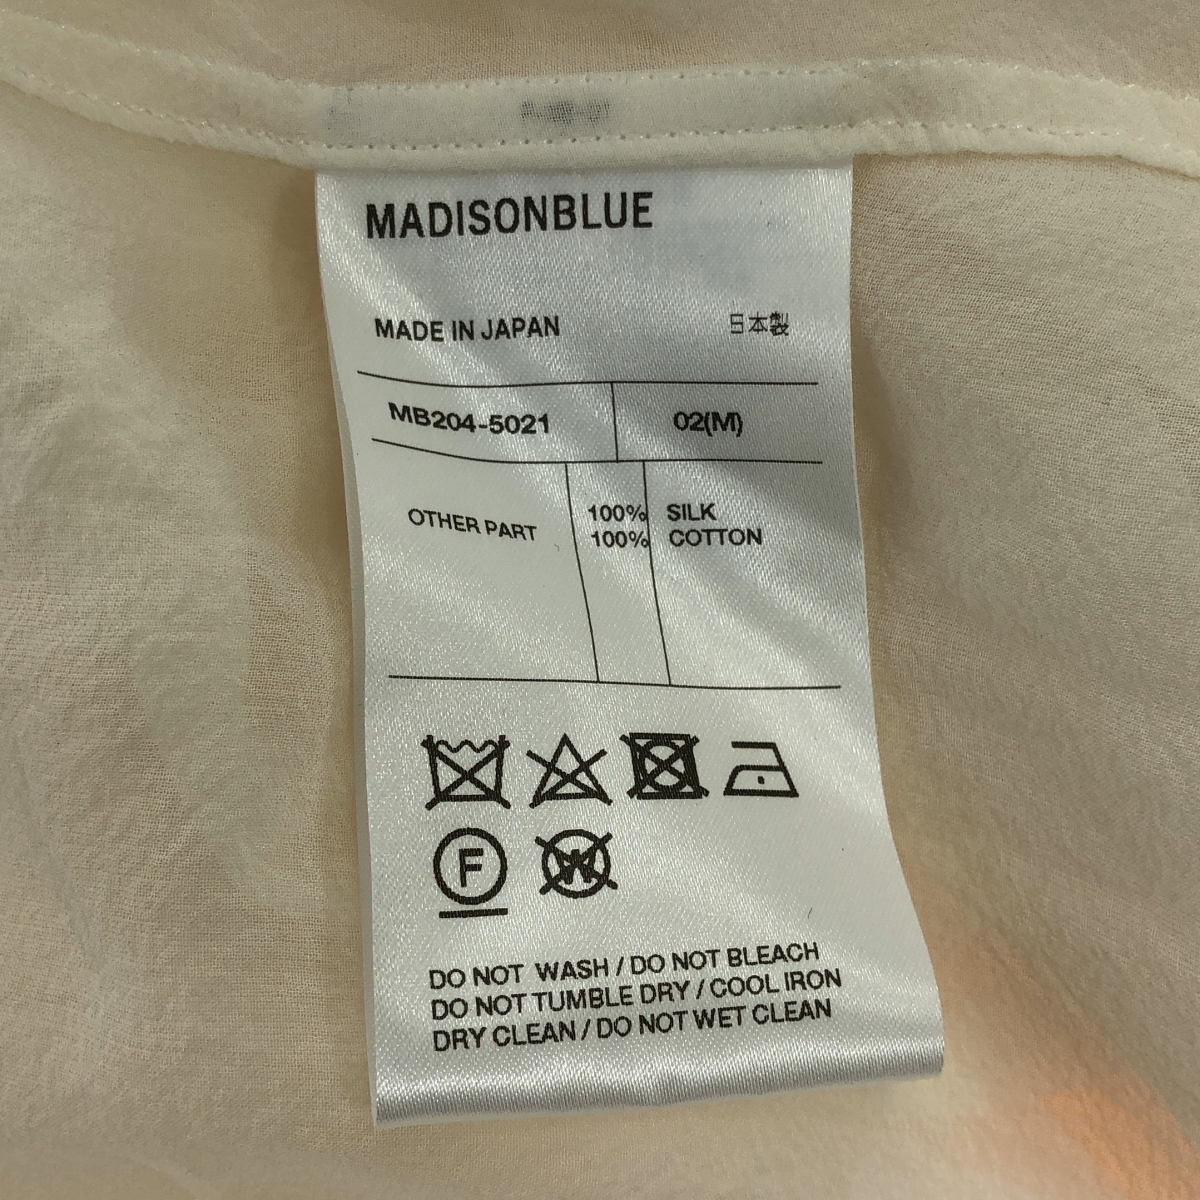 MADISONBLUE
MADE IN JAPAN 日本製
MB204-5021 02(M)
100% SILK
OTHER PART 100% COTTON
F W
DO NOT WASH / DO NOT BLEACH
DO NOT TUMBLE DRY / COOL IRON
DRY CLEAN / DO NOT WET CLEAN